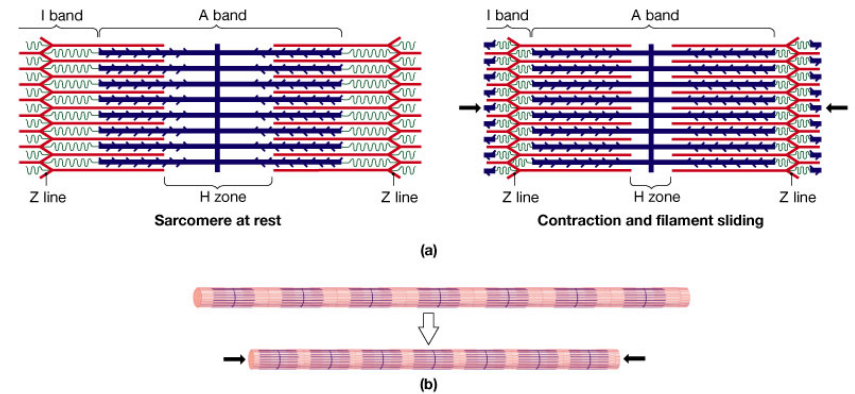 I band A band
I band A band
Z line H zone Z line
Z line H zone Z line
Sarcomere at rest
Contraction and filament sliding
(a)
(b)